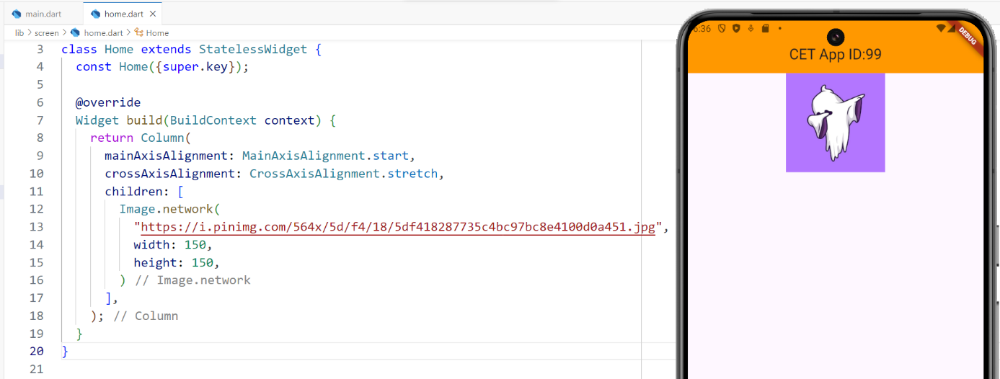 main.dart
home.dart
lib > screen > home.dart > Home
3 class Home extends StatelessWidget {
4 const Home({super.key});
5
6 @override
7 Widget build(BuildContext context) {
8 return Column(
9 mainAxisAlignment: MainAxisAlignment.start,
10 crossAxisAlignment: CrossAxisAlignment.stretch,
11 children: [
12 Image.network(
13 "https://i.pinimg.com/564x/5d/f4/18/5df418287735c4bc97bc8e4100d0a451.jpg",
14 width: 150,
15 height: 150,
16 ) // Image.network
17 ],
18 ); // Column
19 }
20 }
21
6:36
DEBUG
CET App ID:99